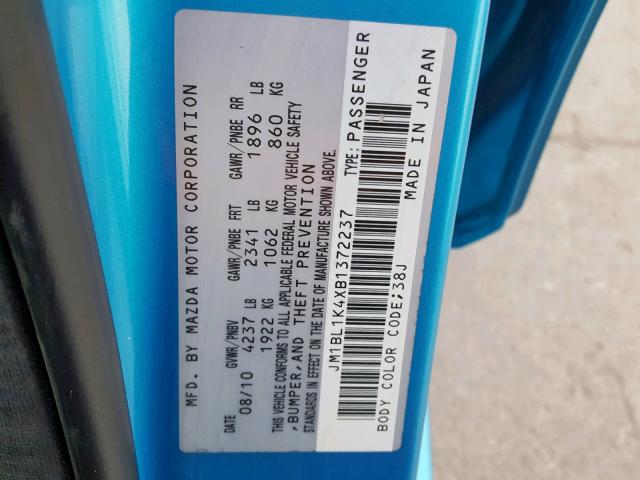 MFD. BY MAZDA MOTOR CORPORATION
DATE GVWR/PNBV GAWR/PNBE FRT GAWR/PNBE RR
08/10 4237 LB 2341 LB 1896 LB
1922 KG 1062 KG 860 KG
THIS VEHICLE CONFORMS TO ALL APPLICABLE FEDERAL MOTOR VEHICLE SAFETY
, BUMPER, AND THEFT PREVENTION
STANDARDS IN EFFECT ON THE DATE OF MANUFACTURE SHOWN ABOVE.
JM1BL1K4XB1372237 TYPE: PASSENGER
BODY COLOR CODE;38J MADE IN JAPAN